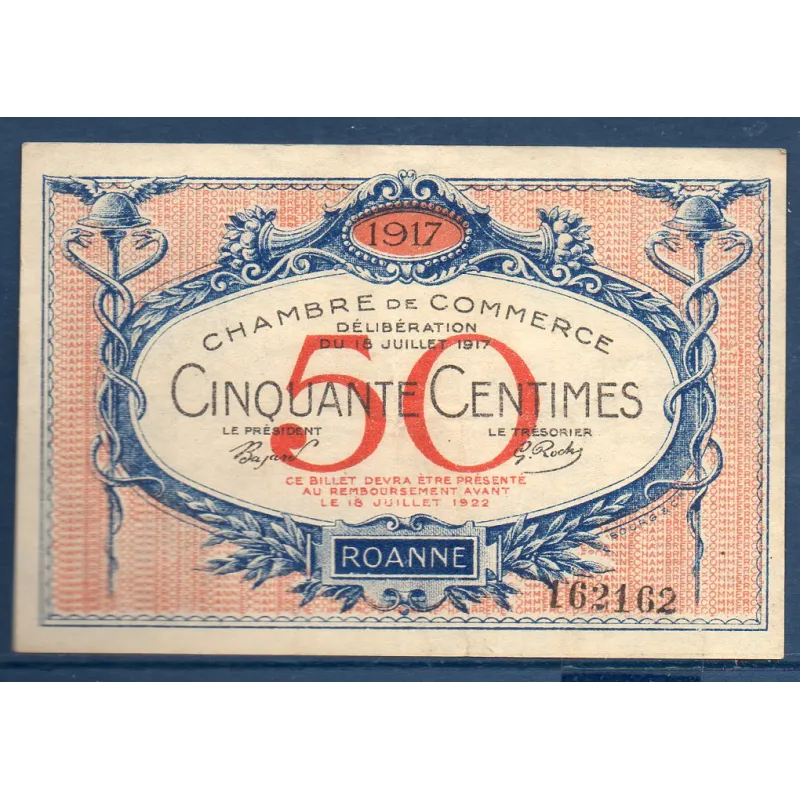 1917
CHAMBRE DE COMMERCE
DÉLIBÉRATION
DU 18 JUILLET 1917
50
CINQUANTE CENTIMES
LE PRÉSIDENT LE TRÉSORIER
CE BILLET DEVRA ÊTRE PRÉSENTÉ
AU REMBOURSEMENT AVANT
LE 18 JUILLET 1922
ROANNE
162162